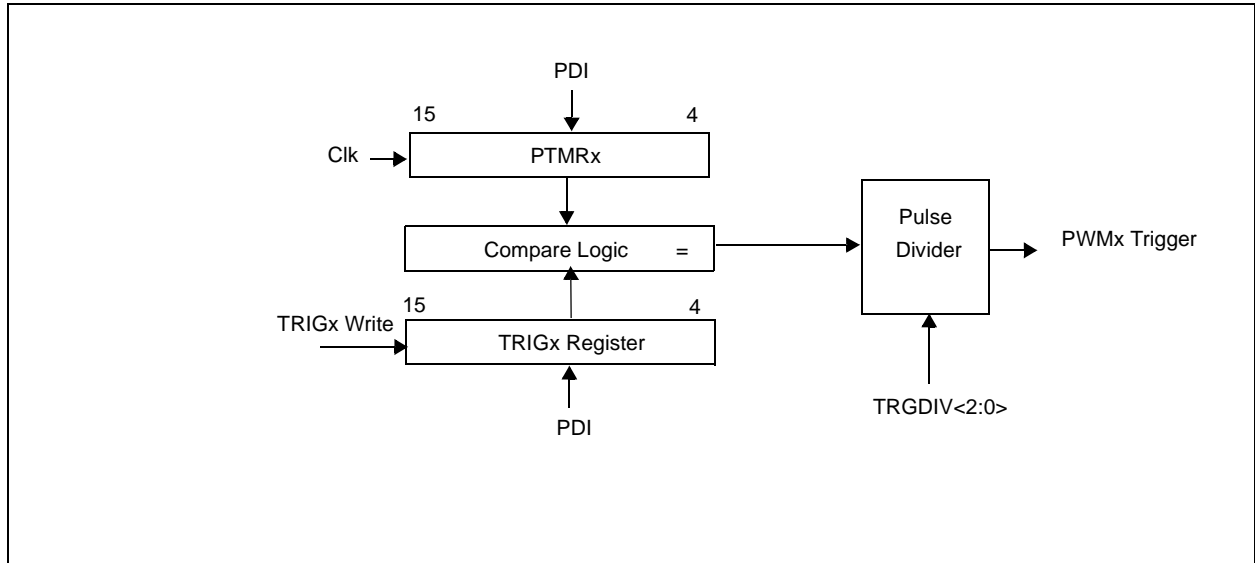 PDI
15 4
Clk
PTMRx
Compare Logic =
Pulse
Divider
PWMx Trigger
15 4
TRIGx Write
TRIGx Register
TRGDIV<2:0>
PDI